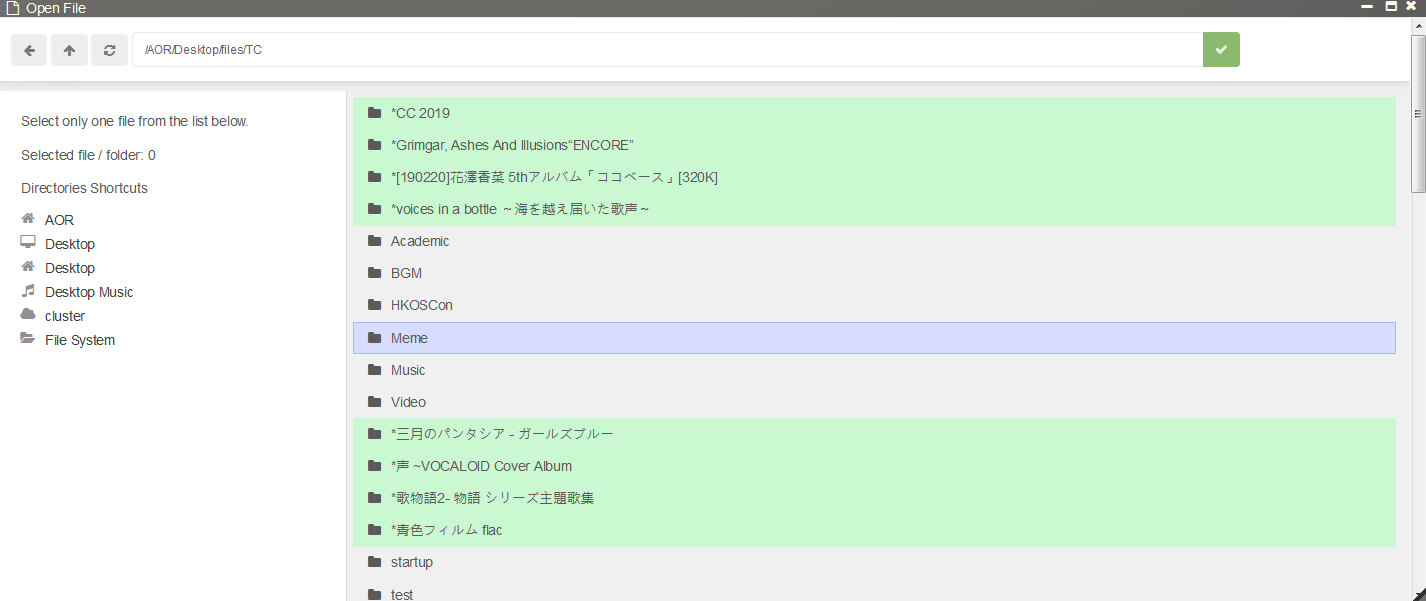 Open File
/AOR/Desktop/files/TC
Select only one file from the list below.
Selected file / folder: 0
Directories Shortcuts
AOR
Desktop
Desktop
Desktop Music
cluster
File System
*CC 2019
*Grimgar, Ashes And Illusions“ENCORE”
*[190220]花澤香菜 5thアルバム「ココベース」[320K]
*voices in a bottle ～海を越え届いた歌声～
Academic
BGM
HKOSCon
Meme
Music
Video
*三月のパンタシア - ガールズブルー
*声 ~VOCALOID Cover Album
*歌物語2- 物語 シリーズ主題歌集
*青色フィルム flac
startup
test